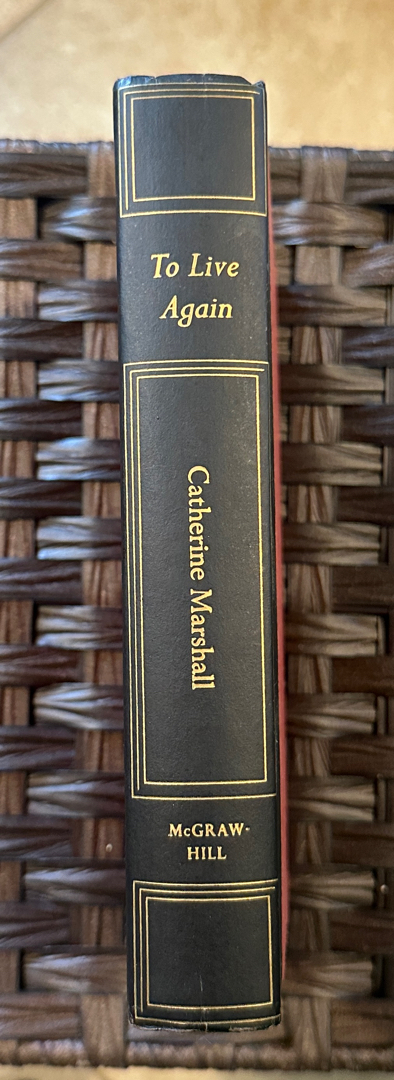 To Live
Again
Catherine Marshall
McGRAW-
HILL